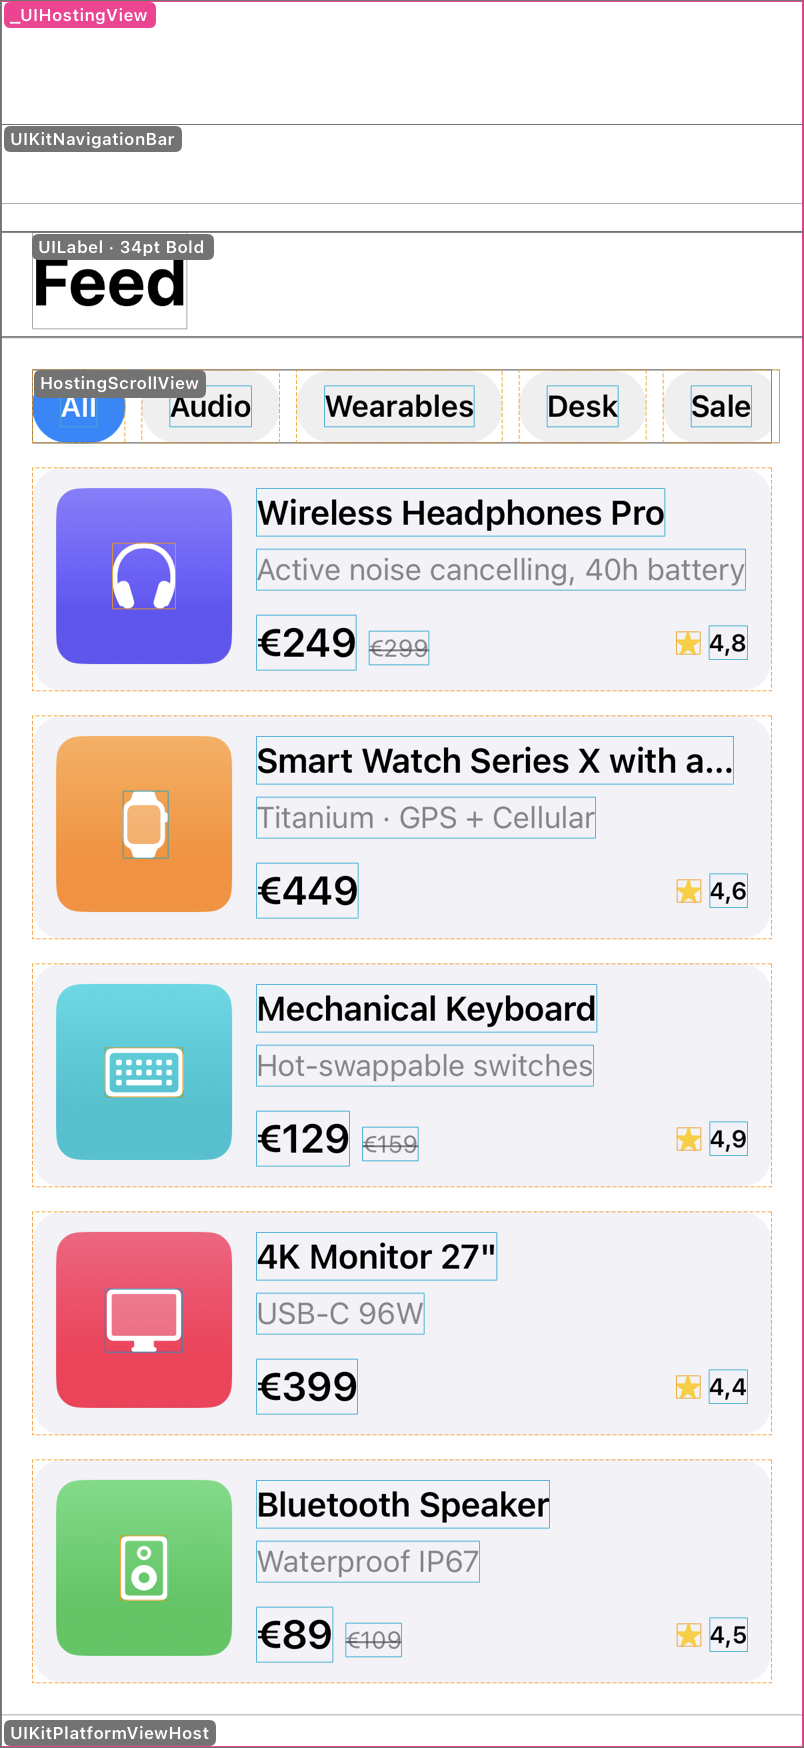 _UIHostingView
UIKitNavigationBar
UILabel · 34pt Bold
Feed
HostingScrollView
All Audio Wearables Desk Sale
Wireless Headphones Pro
Active noise cancelling, 40h battery
€249 €299 4,8
Smart Watch Series X with a...
Titanium · GPS + Cellular
€449 4,6
Mechanical Keyboard
Hot-swappable switches
€129 €159 4,9
4K Monitor 27"
USB-C 96W
€399 4,4
Bluetooth Speaker
Waterproof IP67
€89 €109 4,5
UIKitPlatformViewHost